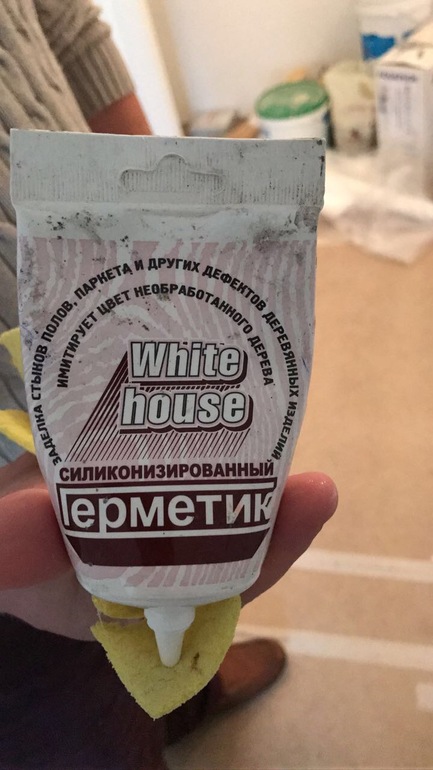 ЗАДЕЛКА СТЫКОВ ПОЛОВ, ПАРКЕТА И ДРУГИХ ДЕФЕКТОВ ДЕРЕВЯННЫХ ИЗДЕЛИЙ.
ИМИТИРУЕТ ЦВЕТ НЕОБРАБОТАННОГО ДЕРЕВА
White
house
СИЛИКОНИЗИРОВАННЫЙ
Герметик